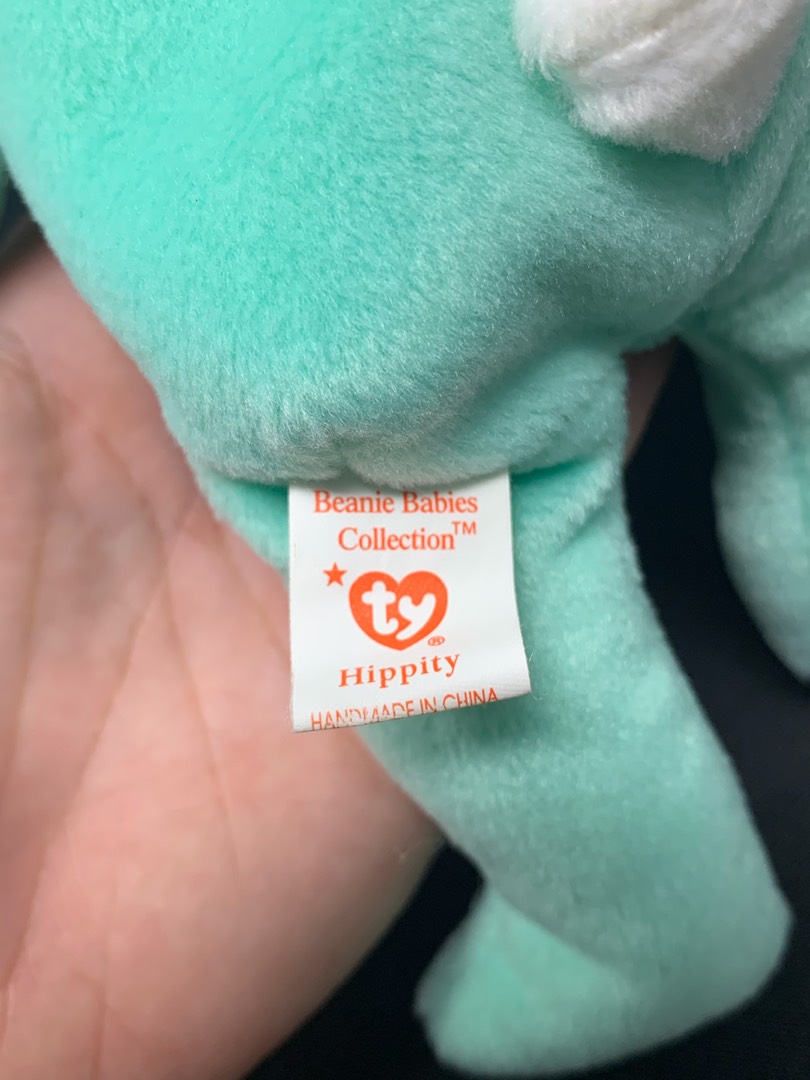 Beanie Babies
Collection™
ty®
Hippity
HANDMADE IN CHINA